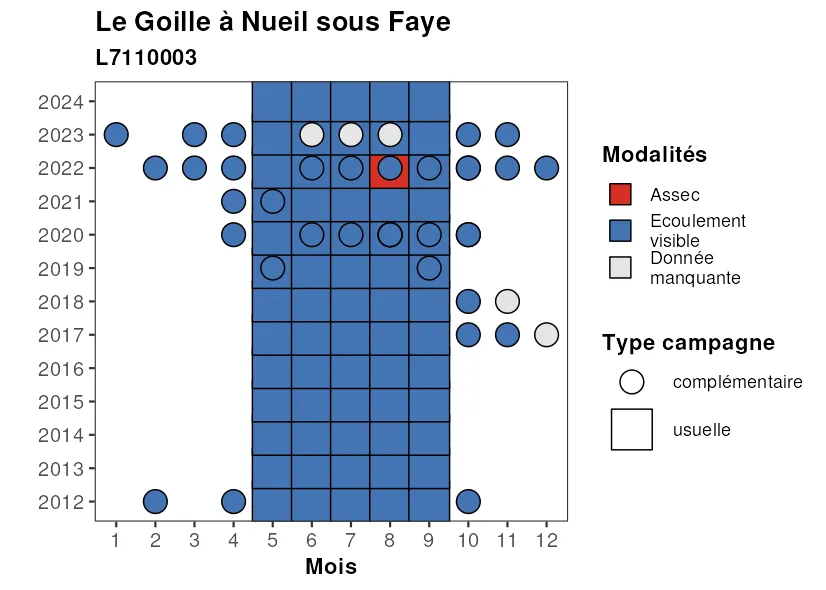 Le Goille à Nueil sous Faye
L7110003
2024
2023
2022
2021
2020
2019
2018
2017
2016
2015
2014
2013
2012
1 2 3 4 5 6 7 8 9 10 11 12
Mois
Modalités
Assec
Ecoulement
visible
Donnée
manquante
Type campagne
complémentaire
usuelle